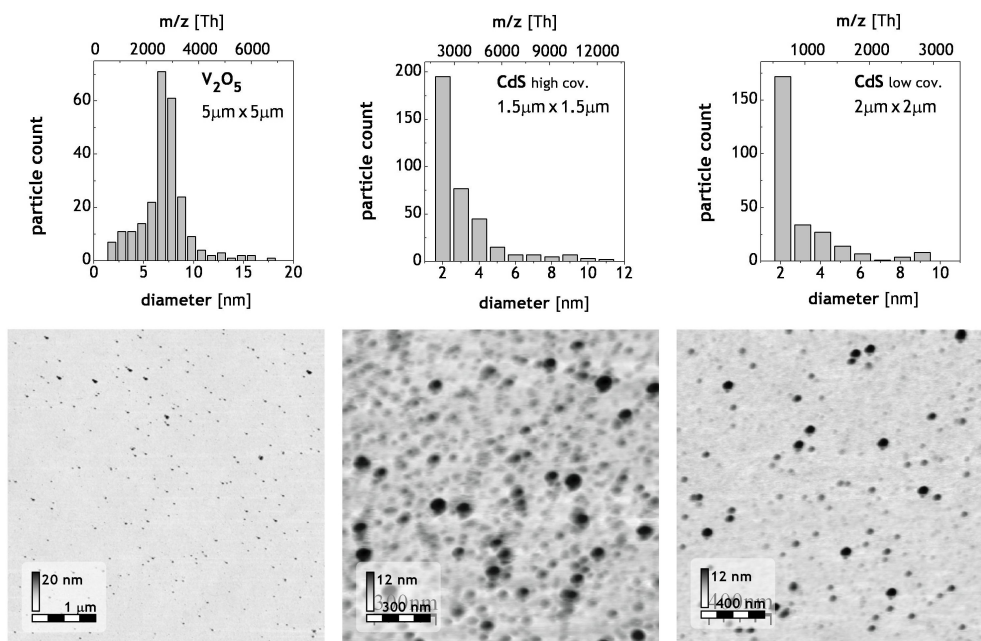 m/z [Th]
0 2000 4000 6000
V₂O₅
5μm x 5μm
particle count
60
40
20
0
0 5 10 15 20
diameter [nm]
m/z [Th]
3000 6000 9000 12000
CdS high cov.
1.5μm x 1.5μm
particle count
200
150
100
50
0
2 4 6 8 10 12
diameter [nm]
m/z [Th]
1000 2000 3000
CdS low cov.
2μm x 2μm
particle count
150
100
50
0
2 4 6 8 10
diameter [nm]
20 nm
1 μm
12 nm
300nm
300 nm
12 nm
400nm
400 nm